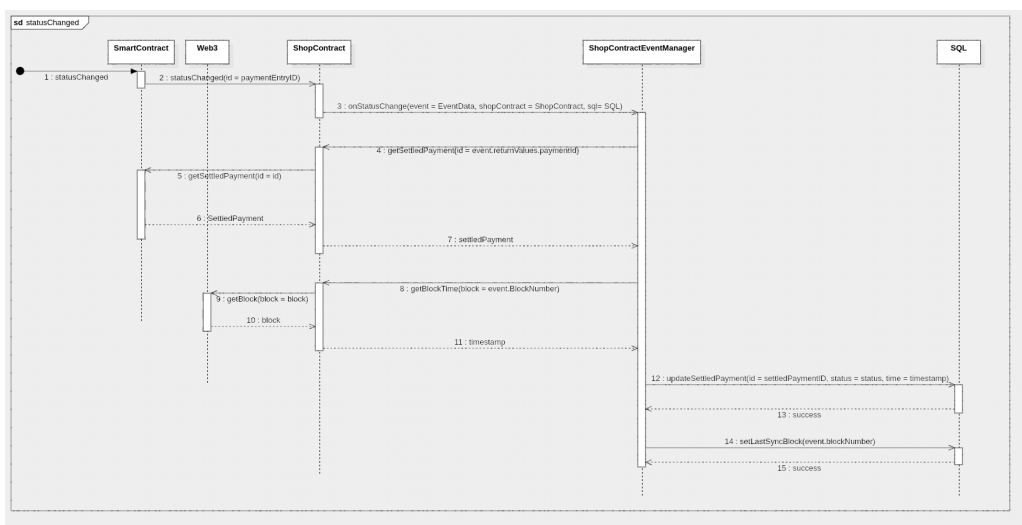 sd statusChanged
SmartContract
Web3
ShopContract
ShopContractEventManager
SQL
1 : statusChanged
2 : statusChanged(id = paymentEntryID)
3 : onStatusChange(event = EventData, shopContract = ShopContract, sql= SQL)
4 : getSettledPayment(id = event.returnValues.paymentId)
5 : getSettledPayment(id = id)
6 : SettledPayment
7 : settledPayment
8 : getBlockTime(block = event.BlockNumber)
9 : getBlock(block = block)
10 : block
11 : timestamp
12 : updateSettledPayment(id = settledPaymentID, status = status, time = timestamp)
13 : success
14 : setLastSyncBlock(event.blockNumber)
15 : success